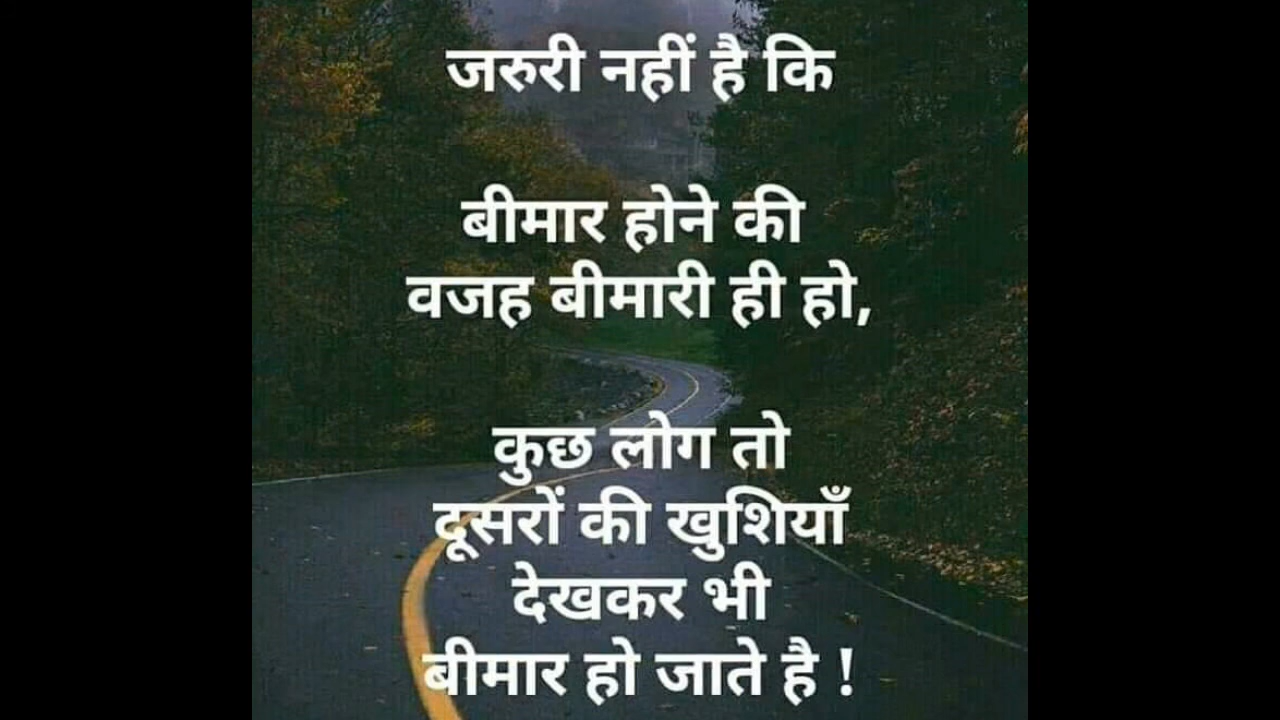 जरुरी नहीं है कि
बीमार होने की
वजह बीमारी ही हो,
कुछ लोग तो
दूसरों की खुशियाँ
देखकर भी
बीमार हो जाते है !